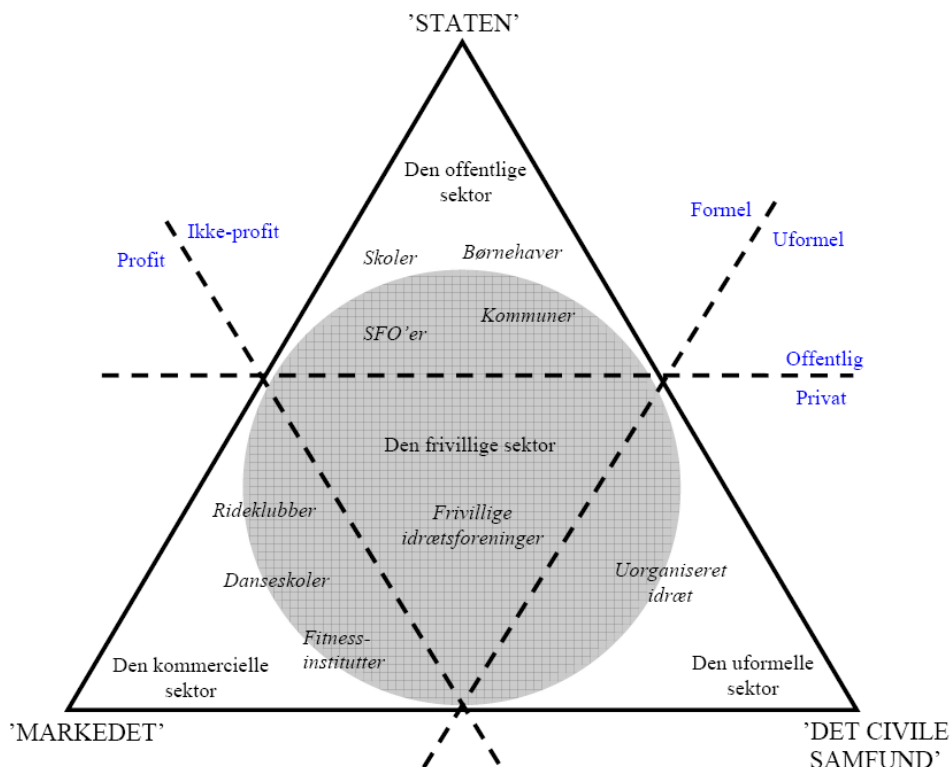 ’STATEN’
Den offentlige
sektor
Formel
Uformel
Ikke-profit
Profit
Skoler
Børnehaver
Kommuner
SFO’er
Offentlig
Privat
Den frivillige sektor
Rideklubber
Frivillige
idrætsforeninger
Danseskoler
Uorganiseret
idræt
Fitness-
institutter
Den kommercielle
sektor
Den uformelle
sektor
’MARKEDET’
’DET CIVILE
SAMFUND’